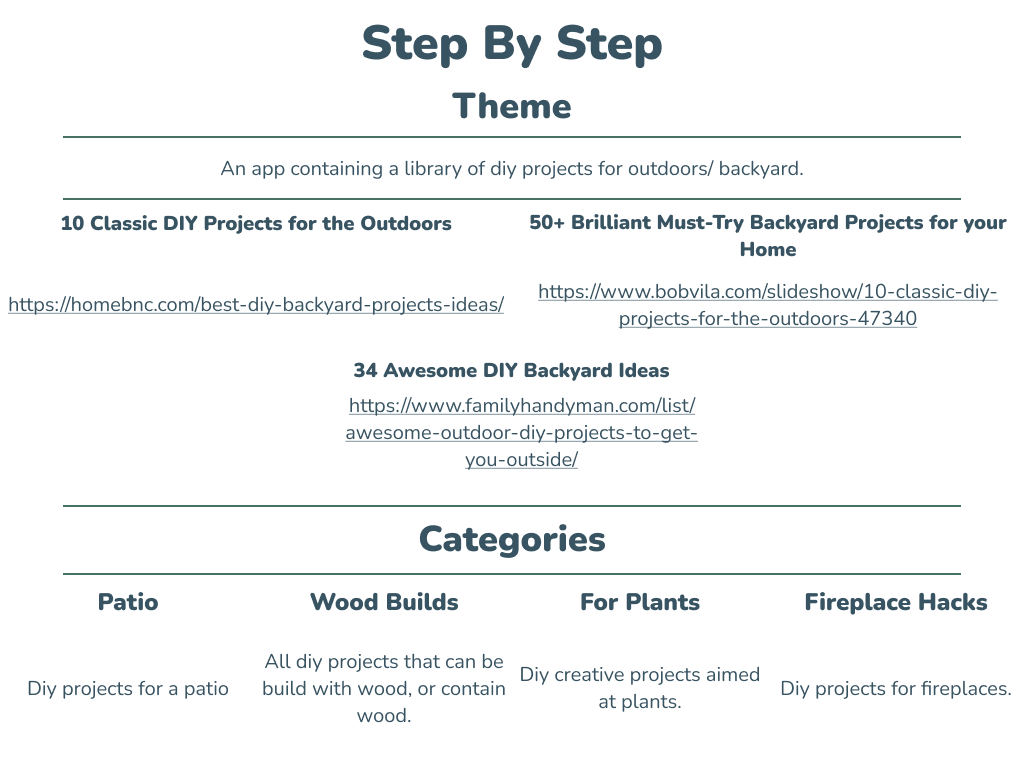 Step By Step
Theme
An app containing a library of diy projects for outdoors/ backyard.
10 Classic DIY Projects for the Outdoors
https://homebnc.com/best-diy-backyard-projects-ideas/
50+ Brilliant Must-Try Backyard Projects for your
Home
https://www.bobvila.com/slideshow/10-classic-diy-
projects-for-the-outdoors-47340
34 Awesome DIY Backyard Ideas
https://www.familyhandyman.com/list/
awesome-outdoor-diy-projects-to-get-
you-outside/
Categories
Patio
Diy projects for a patio
Wood Builds
All diy projects that can be
build with wood, or contain
wood.
For Plants
Diy creative projects aimed
at plants.
Fireplace Hacks
Diy projects for fireplaces.